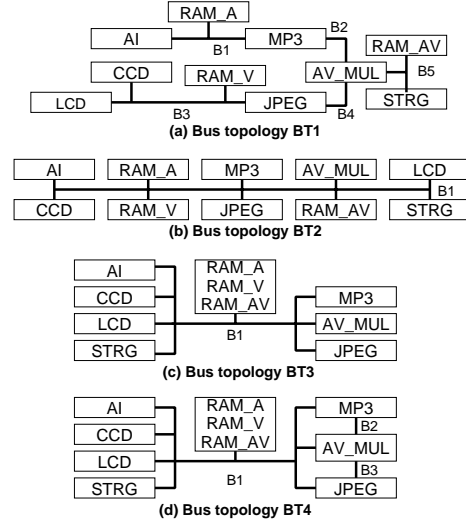 RAM_A
AI B1 MP3 B2
RAM_AV
CCD RAM_V AV_MUL B5
LCD B3 JPEG B4 STRG
(a) Bus topology BT1
AI RAM_A MP3 AV_MUL LCD
B1
CCD RAM_V JPEG RAM_AV STRG
(b) Bus topology BT2
AI
RAM_A
RAM_V
RAM_AV
CCD
MP3
LCD
B1
AV_MUL
STRG
JPEG
(c) Bus topology BT3
AI
RAM_A
RAM_V
RAM_AV
MP3
CCD
B2
AV_MUL
LCD
B1
B3
STRG
JPEG
(d) Bus topology BT4